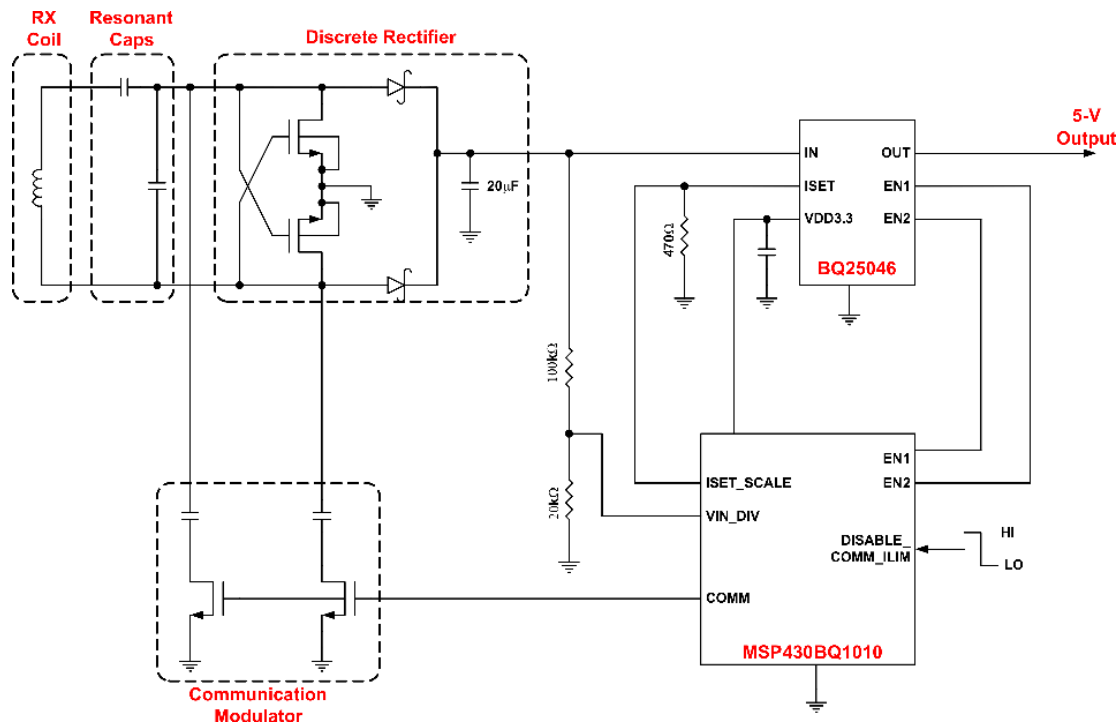 RX
Coil
Resonant
Caps
Discrete Rectifier
20µF
5-V
Output
IN
OUT
ISET
EN1
VDD3.3
EN2
BQ25046
470Ω
100kΩ
20kΩ
EN1
ISET_SCALE
EN2
VIN_DIV
DISABLE_
COMM_ILIM
HI
LO
COMM
MSP430BQ1010
Communication
Modulator